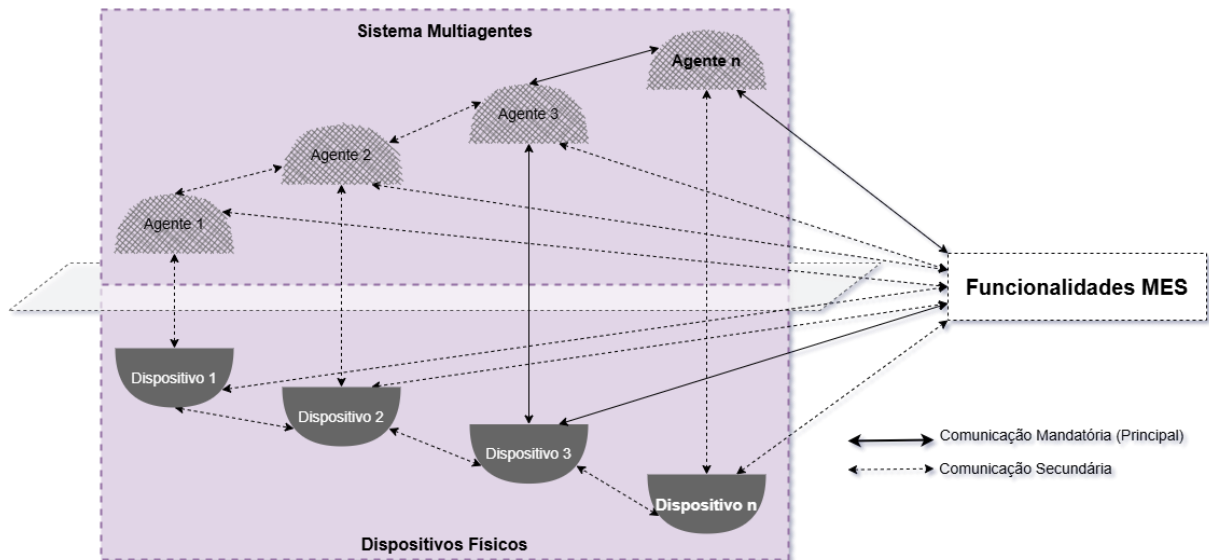 Sistema Multiagentes
Agente n
Agente 3
Agente 2
Agente 1
Funcionalidades MES
Dispositivo 1
Dispositivo 2
Dispositivo 3
Dispositivo n
Comunicação Mandatória (Principal)
Comunicação Secundária
Dispositivos Físicos